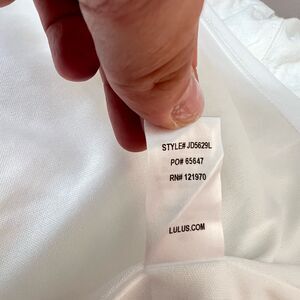 STYLE# JD5629L
PO# 65647
RN# 121970
LULUS.COM